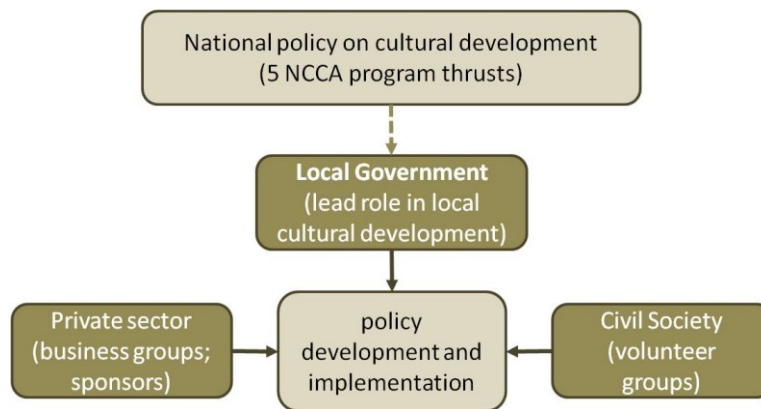 National policy on cultural development
(5 NCCA program thrusts)
Local Government
(lead role in local
cultural development)
Private sector
(business groups;
sponsors)
policy
development and
implementation
Civil Society
(volunteer
groups)